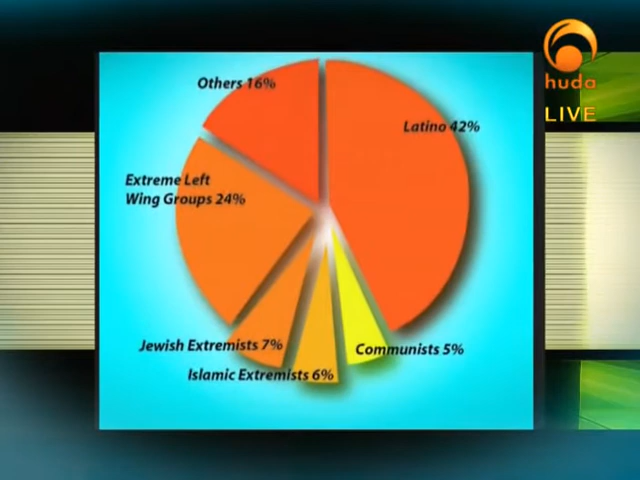 huda
LIVE
Others 16%
Latino 42%
Extreme Left
Wing Groups 24%
Jewish Extremists 7%
Communists 5%
Islamic Extremists 6%